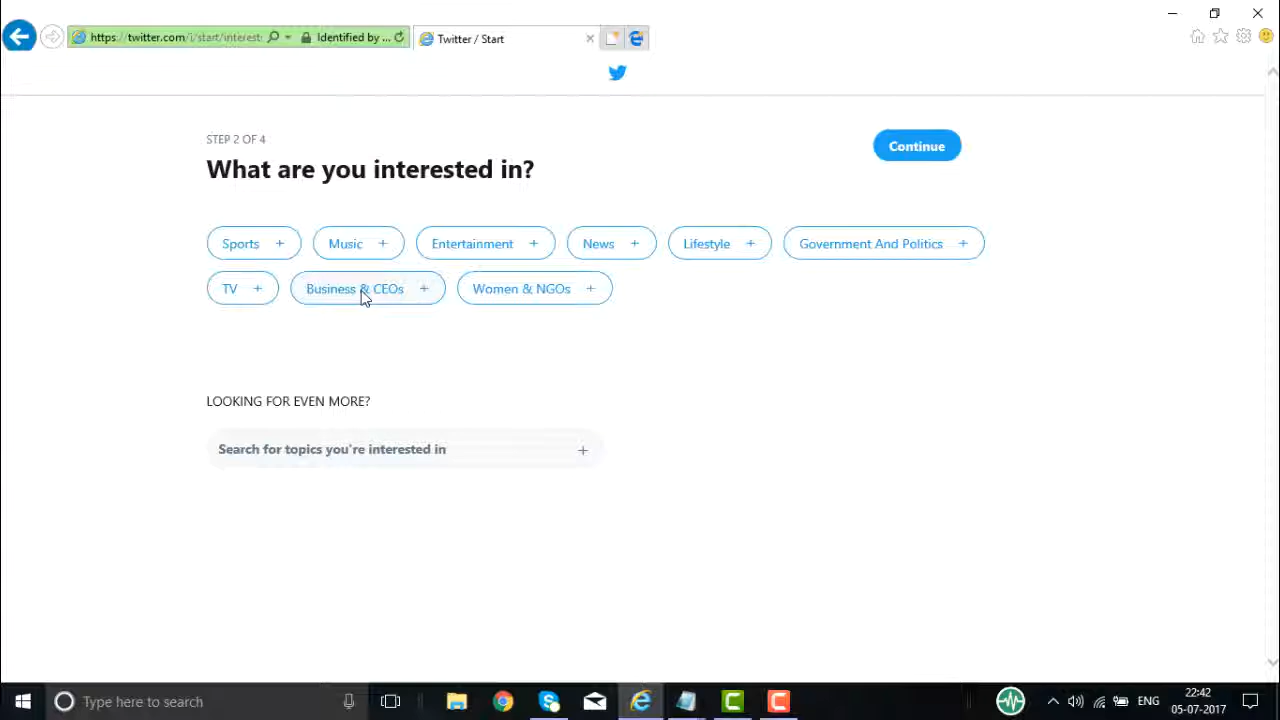 https://twitter.com/i/start/interest: Identified by ... Twitter / Start
STEP 2 OF 4
What are you interested in?
Continue
Sports + Music + Entertainment + News + Lifestyle + Government And Politics +
TV + Business & CEOs + Women & NGOs +
LOOKING FOR EVEN MORE?
Search for topics you're interested in +
Type here to search
ENG
22:42
05-07-2017